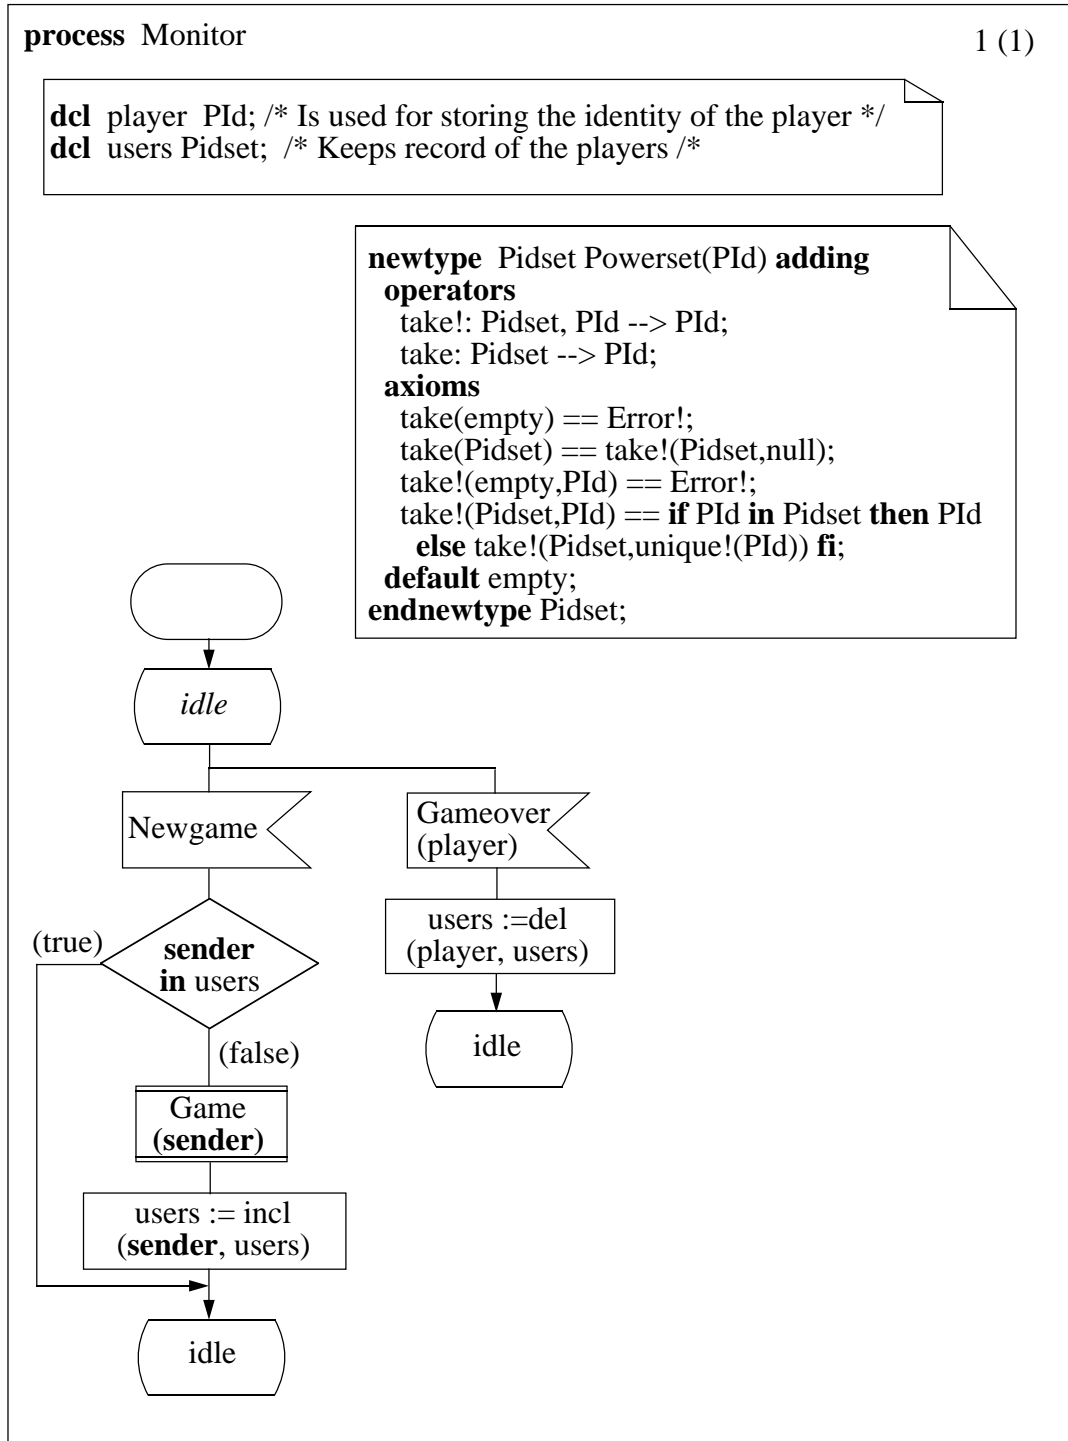 process Monitor
1 (1)
dcl player PId; /* Is used for storing the identity of the player */
dcl users Pidset; /* Keeps record of the players /*
newtype Pidset Powerset(PId) adding
operators
take!: Pidset, PId --> PId;
take: Pidset --> PId;
axioms
take(empty) == Error!;
take(Pidset) == take!(Pidset,null);
take!(empty,PId) == Error!;
take!(Pidset,PId) == if PId in Pidset then PId
else take!(Pidset,unique!(PId)) fi;
default empty;
endnewtype Pidset;
idle
Newgame
Gameover
(player)
(true)
sender
in users
users :=del
(player, users)
(false)
idle
Game
(sender)
users := incl
(sender, users)
idle